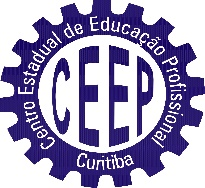 Centro Estadual de Educação Profissional
CEEP
Curitiba